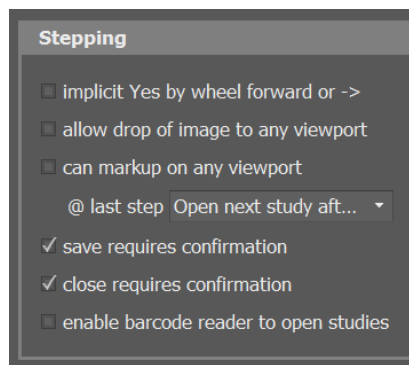 Stepping
implicit Yes by wheel forward or ->
allow drop of image to any viewport
can markup on any viewport
@ last step Open next study aft...
save requires confirmation
close requires confirmation
enable barcode reader to open studies